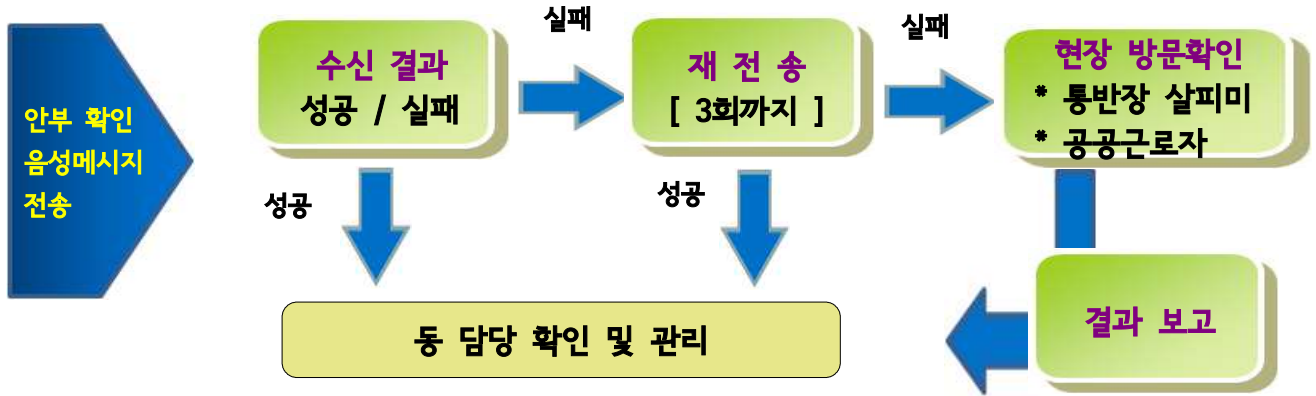 안부 확인
음성메시지
전송
수신 결과
성공 / 실패
실패
재 전 송
[ 3회까지 ]
실패
현장 방문확인
* 통반장 살피미
* 공공근로자
성공
성공
동 담당 확인 및 관리
결과 보고